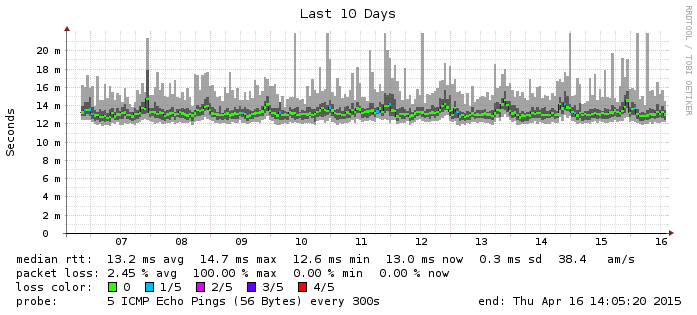 Last 10 Days
RRDTOOL / TOBI OETIKER
Seconds
20 m
18 m
16 m
14 m
12 m
10 m
8 m
6 m
4 m
2 m
0
07 08 09 10 11 12 13 14 15 16
median rtt: 13.2 ms avg 14.7 ms max 12.6 ms min 13.0 ms now 0.3 ms sd 38.4 am/s
packet loss: 2.45 % avg 100.00 % max 0.00 % min 0.00 % now
loss color: 0 1/5 2/5 3/5 4/5
probe: 5 ICMP Echo Pings (56 Bytes) every 300s end: Thu Apr 16 14:05:20 2015